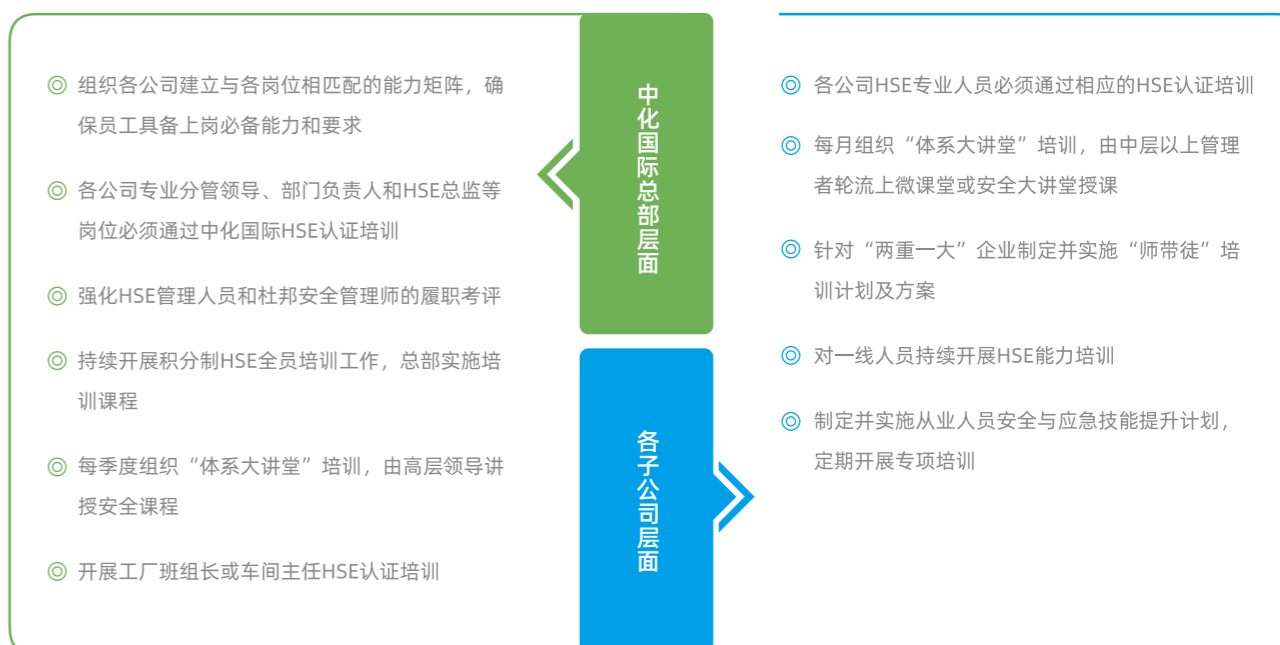 组织各公司建立与各岗位相匹配的能力矩阵，确
保员工具备上岗必备能力和要求
各公司专业分管领导、部门负责人和HSE总监等
岗位必须通过中化国际HSE认证培训
强化HSE管理人员和杜邦安全管理师的履职考评
持续开展积分制HSE全员培训工作，总部实施培
训课程
每季度组织“体系大讲堂”培训，由高层领导讲
授安全课程
开展工厂班组长或车间主任HSE认证培训
中化国际总部层面
各子公司层面
各公司HSE专业人员必须通过相应的HSE认证培训
每月组织“体系大讲堂”培训，由中层以上管理
者轮流上微课堂或安全大讲堂授课
针对“两重一大”企业制定并实施“师带徒”培
训计划及方案
对一线人员持续开展HSE能力培训
制定并实施从业人员安全与应急技能提升计划，
定期开展专项培训